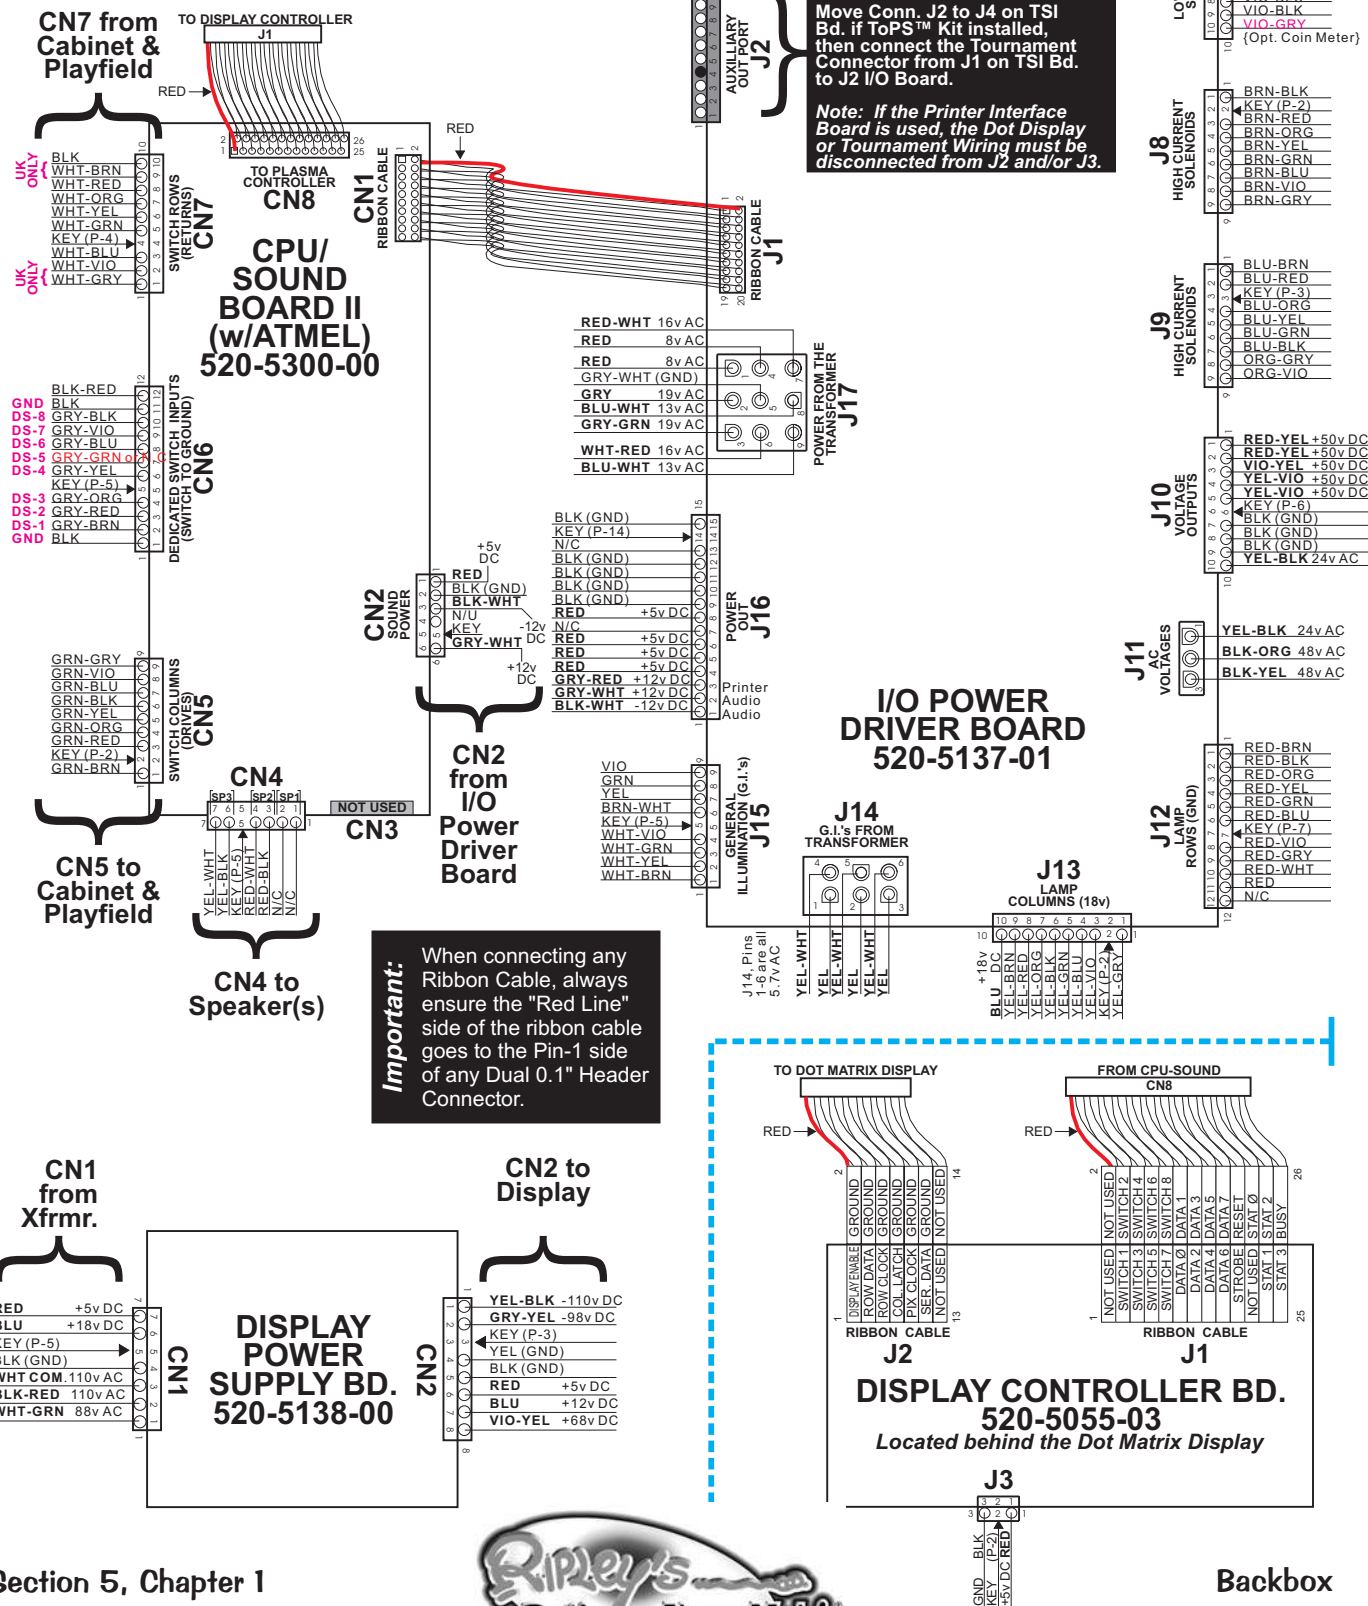 CN7 from
Cabinet &
Playfield
TO DISPLAY CONTROLLER
J1
RED
2
1
26
25
TO PLASMA
CONTROLLER
CN8
UK
ONLY
BLK
WHT-BRN
WHT-RED
WHT-ORG
WHT-YEL
WHT-GRN
KEY (P-4)
WHT-BLU
WHT-VIO
WHT-GRY
UK
ONLY
SWITCH ROWS
(RETURNS)
CN7
CN1
RIBBON CABLE
RED
J1
RIBBON CABLE
CPU/
SOUND
BOARD II
(w/ATMEL)
520-5300-00
BLK-RED
GND BLK
DS-8 GRY-BLK
DS-7 GRY-VIO
DS-6 GRY-BLU
DS-5 GRY-GRN or N/C
DS-4 GRY-YEL
KEY (P-5)
DS-3 GRY-ORG
DS-2 GRY-RED
DS-1 GRY-BRN
GND BLK
DEDICATED SWITCH INPUTS
(SWITCH TO GROUND)
CN6
GRN-GRY
GRN-VIO
GRN-BLU
GRN-BLK
GRN-YEL
GRN-ORG
GRN-RED
KEY (P-2)
GRN-BRN
SWITCH COLUMNS
(DRIVES)
CN5
CN5 to
Cabinet &
Playfield
CN2
SOUND
POWER
+5v
DC
RED
BLK (GND)
BLK-WHT
N/U
-12v
DC
KEY
GRY-WHT
+12v
DC
CN2
from
I/O
Power
Driver
Board
CN4
SP3 SP2 SP1
7 6 5 4 3 2 1
YEL-WHT
YEL-BLK
KEY (P-5)
RED-WHT
RED-BLK
N/C
N/C
CN4 to
Speaker(s)
NOT USED
CN3
AUXILLIARY
OUT PORT
J2
Move Conn. J2 to J4 on TSI
Bd. if ToPS™ Kit installed,
then connect the Tournament
Connector from J1 on TSI Bd.
to J2 I/O Board.
Note: If the Printer Interface
Board is used, the Dot Display
or Tournament Wiring must be
disconnected from J2 and/or J3.
RED-WHT 16v AC
RED 8v AC
RED 8v AC
GRY-WHT (GND)
GRY 19v AC
BLU-WHT 13v AC
GRY-GRN 19v AC
WHT-RED 16v AC
BLU-WHT 13v AC
POWER FROM THE
TRANSFORMER
J17
BLK (GND)
KEY (P-14)
N/C
BLK (GND)
BLK (GND)
BLK (GND)
BLK (GND)
RED +5v DC
N/C
RED +5v DC
RED +5v DC
RED +5v DC
GRY-RED +12v DC
GRY-WHT +12v DC
BLK-WHT -12v DC
Printer
Audio
Audio
POWER
OUT
J16
I/O POWER
DRIVER BOARD
520-5137-01
VIO
GRN
YEL
BRN-WHT
KEY (P-5)
WHT-VIO
WHT-GRN
WHT-YEL
WHT-BRN
GENERAL
ILLUMINATION (G.I.'s)
J15
J14
G.I.'s FROM
TRANSFORMER
J14, Pins
1-6 are all
5.7v AC
YEL-WHT
YEL
YEL-WHT
YEL
YEL-WHT
YEL
J13
LAMP
COLUMNS (18v)
10 9 8 7 6 5 4 3 2 1
+18v
BLU DC
YEL-BRN
YEL-RED
YEL-ORG
YEL-BLK
YEL-GRN
YEL-BLU
YEL-VIO
KEY (P-2)
YEL-GRY
VIO-BLK
VIO-GRY
{Opt. Coin Meter}
J8
HIGH CURRENT
SOLENOIDS
BRN-BLK
KEY (P-2)
BRN-RED
BRN-ORG
BRN-YEL
BRN-GRN
BRN-BLU
BRN-VIO
BRN-GRY
J9
HIGH CURRENT
SOLENOIDS
BLU-BRN
BLU-RED
KEY (P-3)
BLU-ORG
BLU-YEL
BLU-GRN
BLU-BLK
ORG-GRY
ORG-VIO
J10
VOLTAGE
OUTPUTS
RED-YEL +50v DC
RED-YEL +50v DC
VIO-YEL +50v DC
YEL-VIO +50v DC
YEL-VIO +50v DC
KEY (P-6)
BLK (GND)
BLK (GND)
BLK (GND)
YEL-BLK 24v AC
J11
AC
VOLTAGES
YEL-BLK 24v AC
BLK-ORG 48v AC
BLK-YEL 48v AC
J12
LAMP
ROWS (GND)
RED-BRN
RED-BLK
RED-ORG
RED-YEL
RED-GRN
RED-BLU
KEY (P-7)
RED-VIO
RED-GRY
RED-WHT
RED
N/C
Important:
When connecting any
Ribbon Cable, always
ensure the "Red Line"
side of the ribbon cable
goes to the Pin-1 side
of any Dual 0.1" Header
Connector.
CN1
from
Xfrmr.
RED +5v DC
BLU +18v DC
KEY (P-5)
BLK (GND)
WHT COM. 110v AC
BLK-RED 110v AC
WHT-GRN 88v AC
CN1
DISPLAY
POWER
SUPPLY BD.
520-5138-00
CN2
CN2 to
Display
YEL-BLK -110v DC
GRY-YEL -98v DC
KEY (P-3)
YEL (GND)
BLK (GND)
RED +5v DC
BLU +12v DC
VIO-YEL +68v DC
TO DOT MATRIX DISPLAY
RED
2
14
GROUND
GROUND
GROUND
GROUND
GROUND
GROUND
NOT USED
DISPLAY ENABLE
ROW DATA
ROW CLOCK
COL. LATCH
PIX CLOCK
SER. DATA
NOT USED
1
13
RIBBON CABLE
J2
FROM CPU-SOUND
CN8
RED
2
26
NOT USED
SWITCH 2
SWITCH 4
SWITCH 6
SWITCH 8
DATA 1
DATA 3
DATA 5
DATA 7
RESET
STAT Ø
STAT 2
BUSY
NOT USED
SWITCH 1
SWITCH 3
SWITCH 5
SWITCH 7
DATA Ø
DATA 2
DATA 4
DATA 6
STROBE
NOT USED
STAT 1
STAT 3
1
25
RIBBON CABLE
J1
DISPLAY CONTROLLER BD.
520-5055-03
Located behind the Dot Matrix Display
J3
3 2 1
GND BLK
KEY (P-2)
+5v DC RED
Section 5, Chapter 1
RIPLEY'S
Backbox